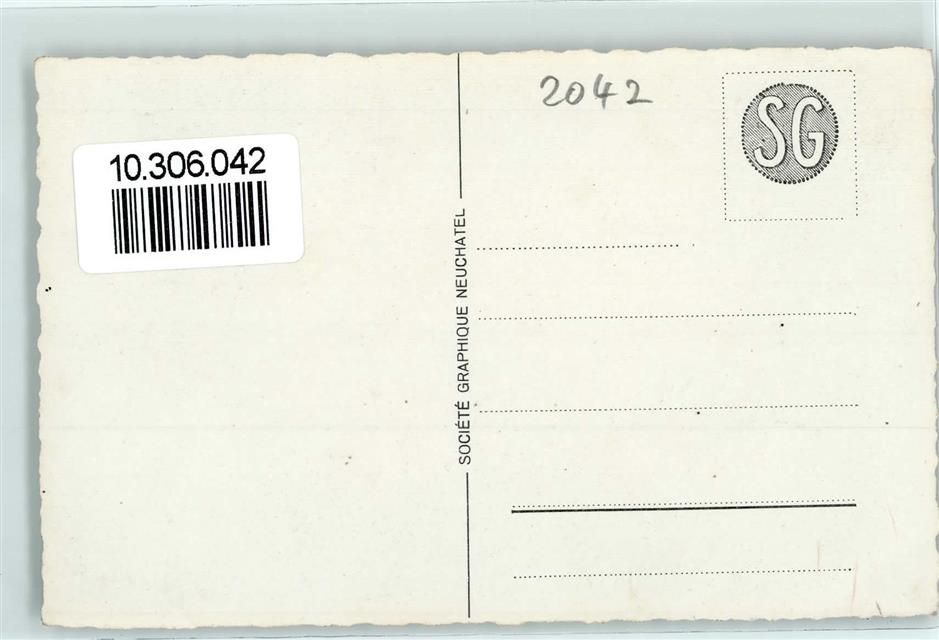 10.306.042
2042
SG
SOCIÉTÉ GRAPHIQUE NEUCHATEL